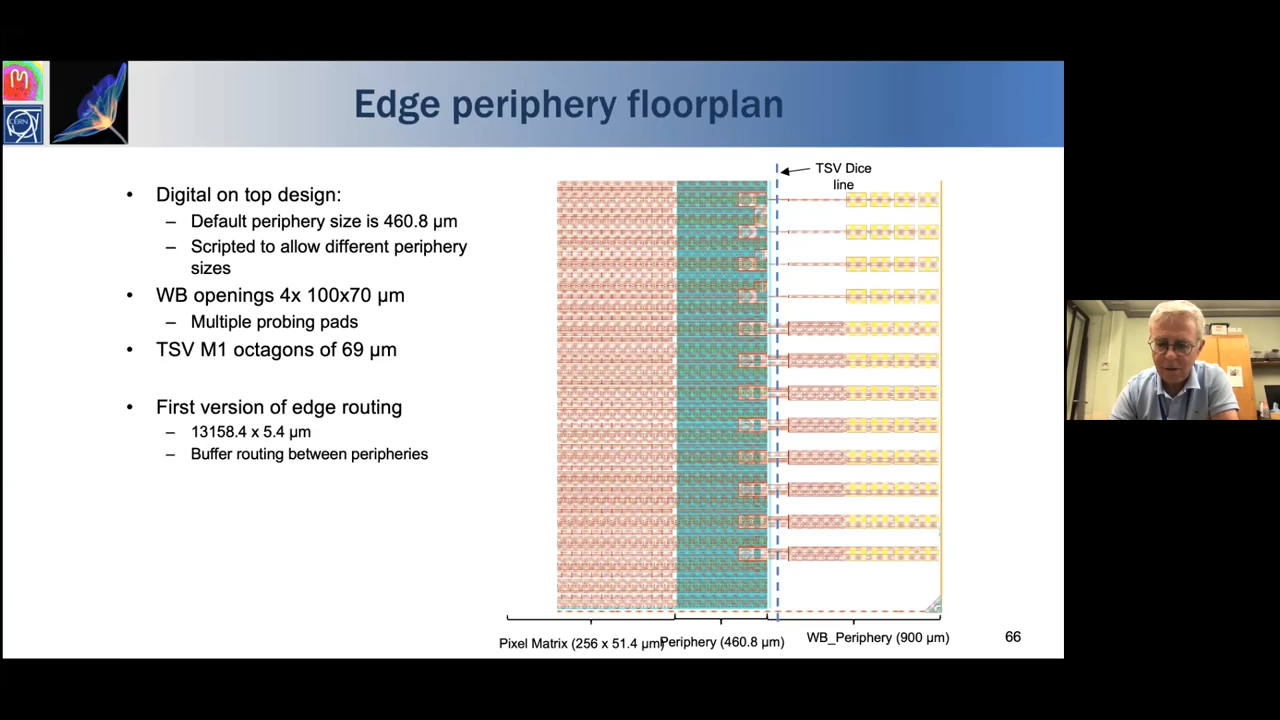 Edge periphery floorplan
CERN
• Digital on top design:
– Default periphery size is 460.8 µm
– Scripted to allow different periphery
sizes
• WB openings 4x 100x70 µm
– Multiple probing pads
• TSV M1 octagons of 69 µm
• First version of edge routing
– 13158.4 x 5.4 µm
– Buffer routing between peripheries
TSV Dice
line
Pixel Matrix (256 x 51.4 µm)
Periphery (460.8 µm)
WB_Periphery (900 µm)
66